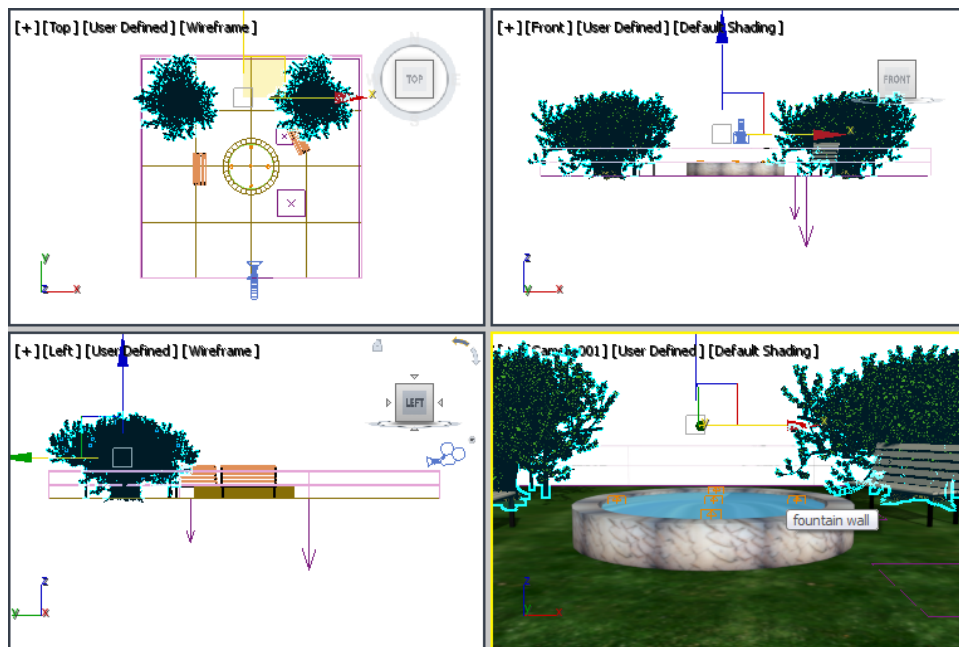 [+] [Top] [User Defined] [Wireframe]
TOP
x
y
z
x
[+] [Front] [User Defined] [Default Shading]
FRONT
x
z
y
x
[+] [Left] [User Defined] [Wireframe]
LEFT
z
y
x
[User Defined] [Default Shading]
fountain wall
z
y
x